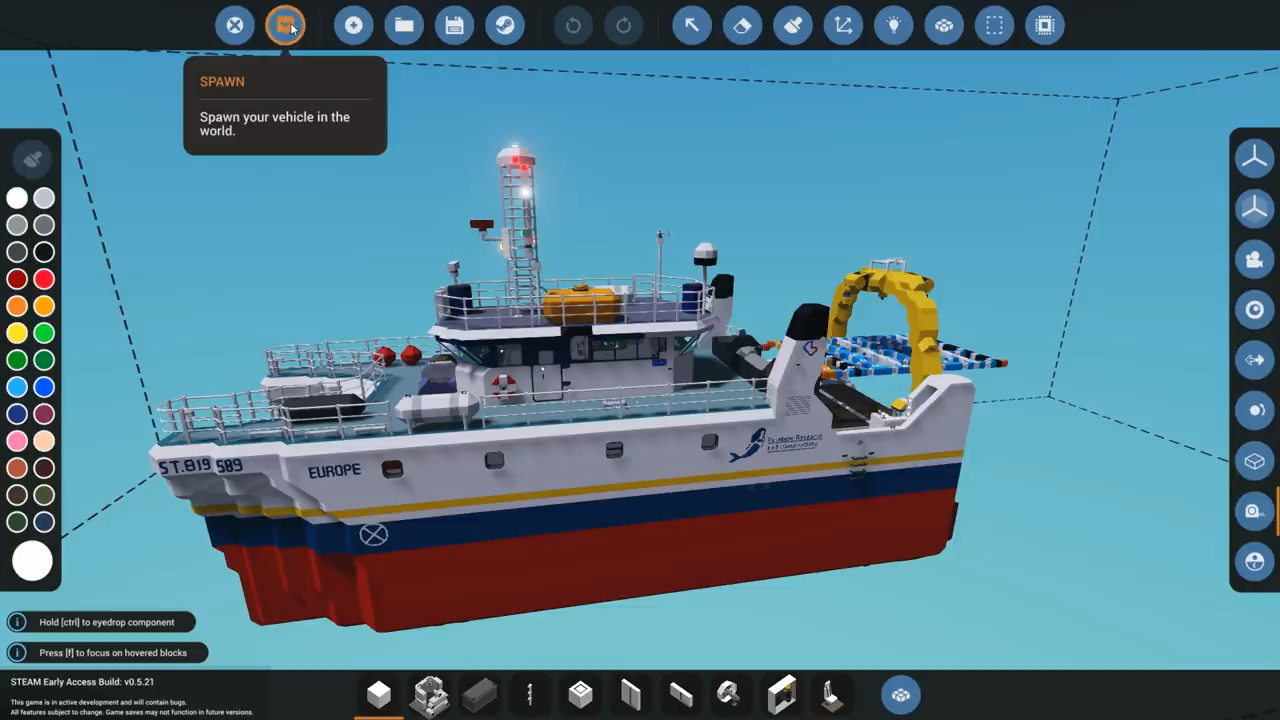 SPAWN
Spawn your vehicle in the
world.
ST.819 589
EUROPE
Hold [ctrl] to eyedrop component
Press [f] to focus on hovered blocks
STEAM Early Access Build: v0.5.21
This game is in active development and will contain bugs.
All features subject to change. Game saves may not function in future versions.